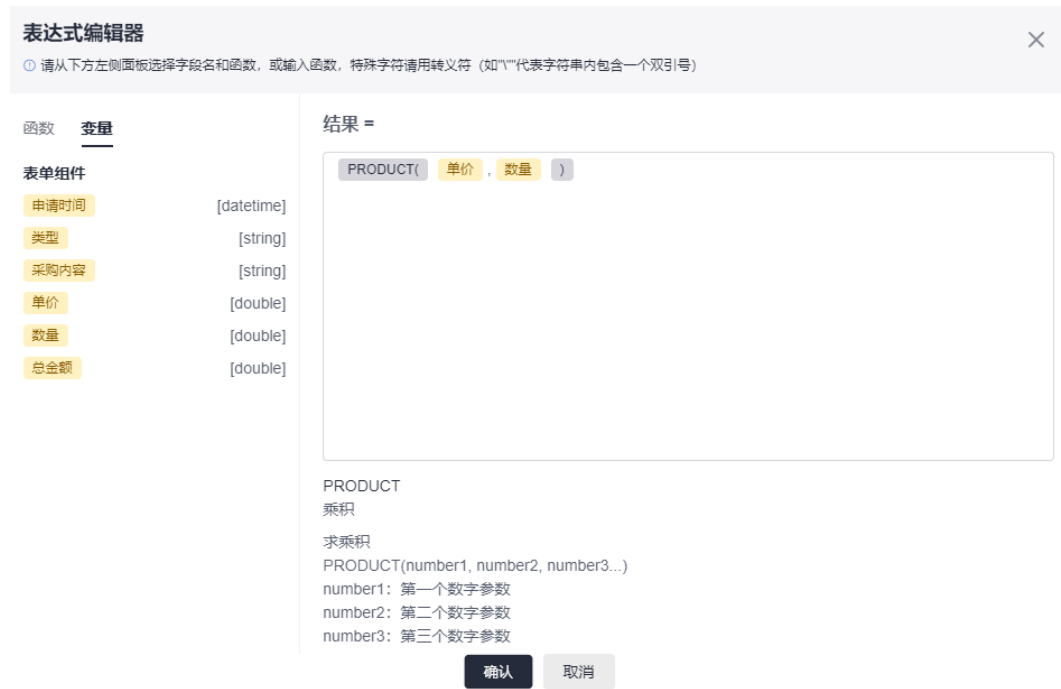 表达式编辑器
请从下方左侧面板选择字段名和函数，或输入函数，特殊字符请用转义符（如"\""代表字符串内包含一个双引号）
函数 变量
表单组件
申请时间 [datetime]
类型 [string]
采购内容 [string]
单价 [double]
数量 [double]
总金额 [double]
结果 =
PRODUCT( 单价 , 数量 )
PRODUCT
乘积
求乘积
PRODUCT(number1, number2, number3...)
number1：第一个数字参数
number2：第二个数字参数
number3：第三个数字参数
确认 取消